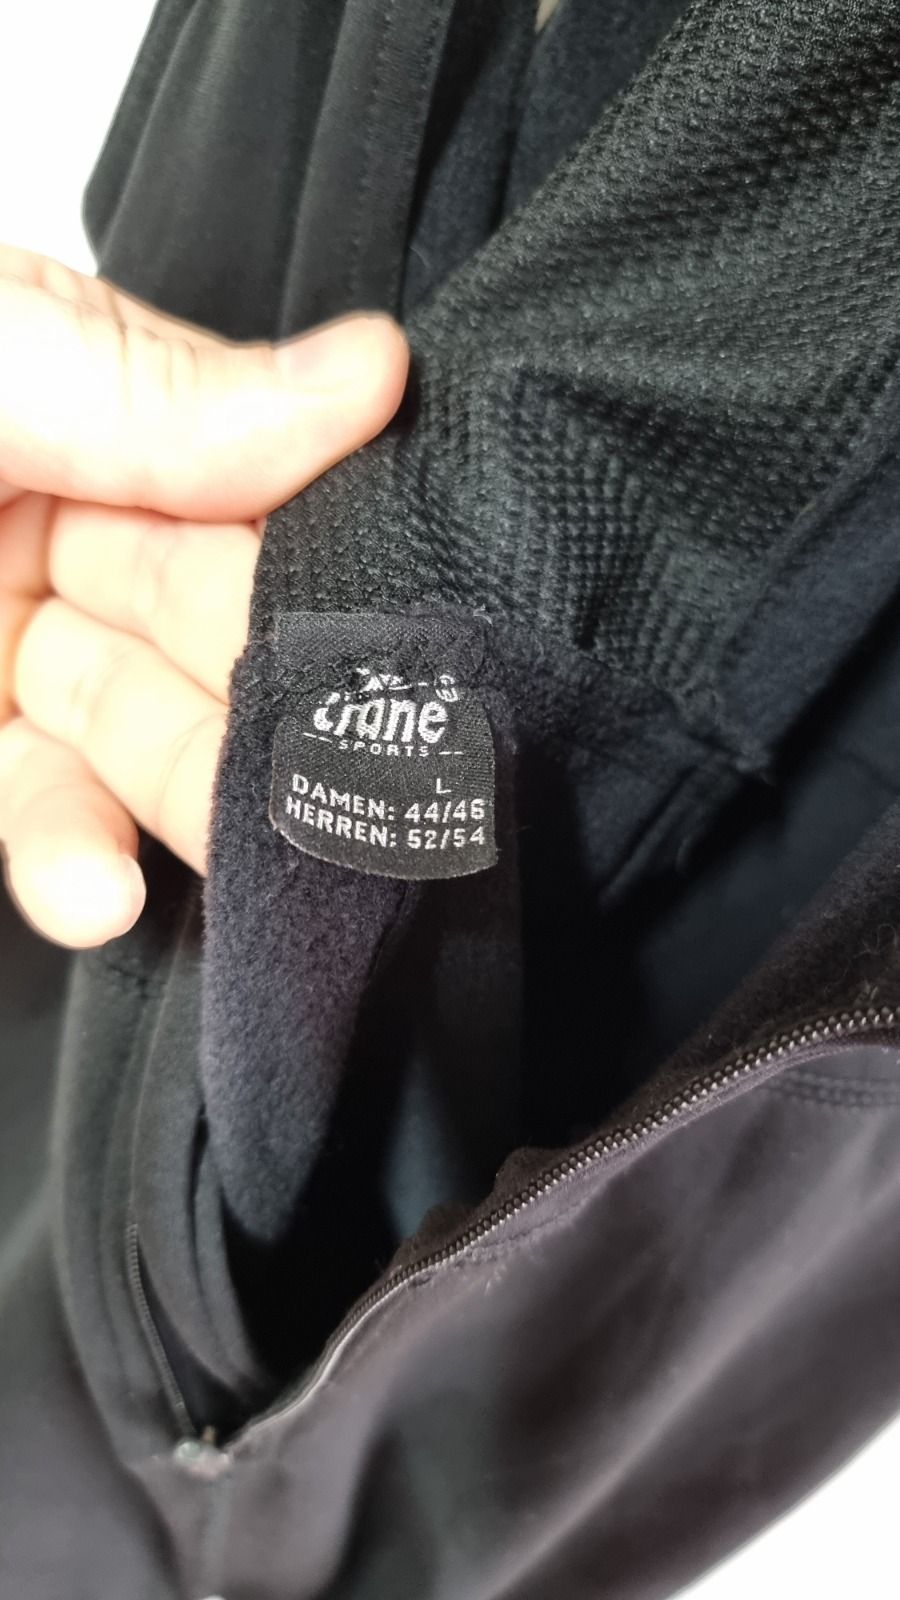 crane
-- SPORTS --
L
DAMEN: 44/46
HERREN: 52/54